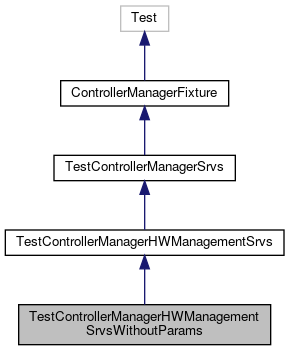 Test
ControllerManagerFixture
TestControllerManagerSrvs
TestControllerManagerHWManagementSrvs
TestControllerManagerHWManagement
SrvsWithoutParams